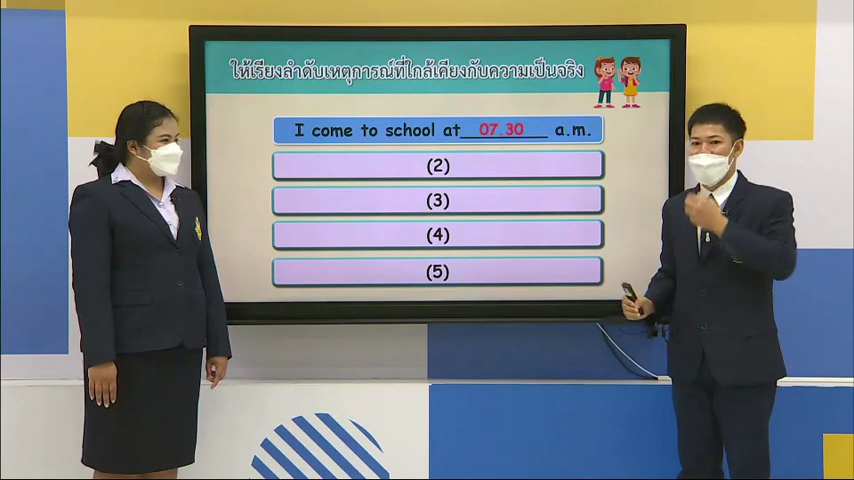 ให้เรียงลำดับเหตุการณ์ที่ใกล้เคียงกับความเป็นจริง
I come to school at 07.30 a.m.
(2)
(3)
(4)
(5)